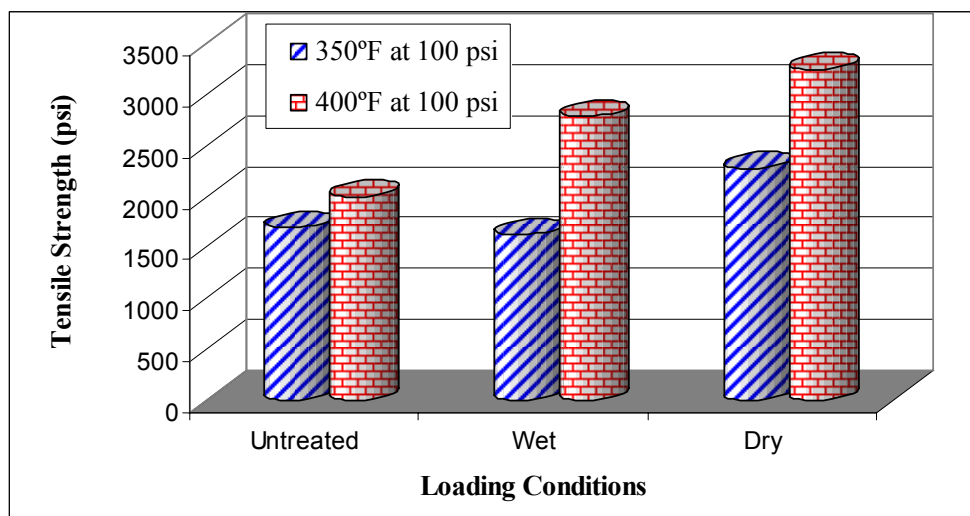 350ºF at 100 psi
400ºF at 100 psi
Tensile Strength (psi)
3500
3000
2500
2000
1500
1000
500
0
Untreated
Wet
Dry
Loading Conditions